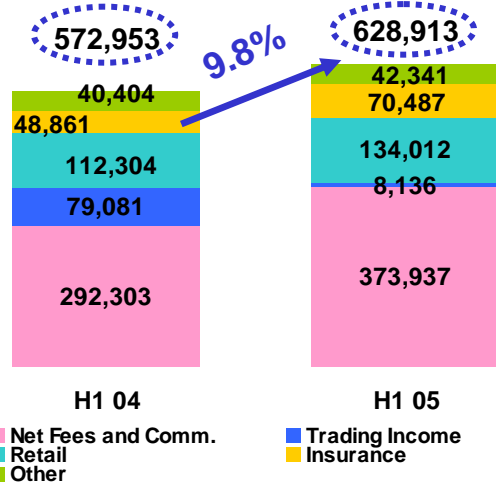 572,953
628,913
9.8%
40,404
48,861
112,304
79,081
292,303
42,341
70,487
134,012
8,136
373,937
H1 04
H1 05
Net Fees and Comm.
Trading Income
Retail
Insurance
Other